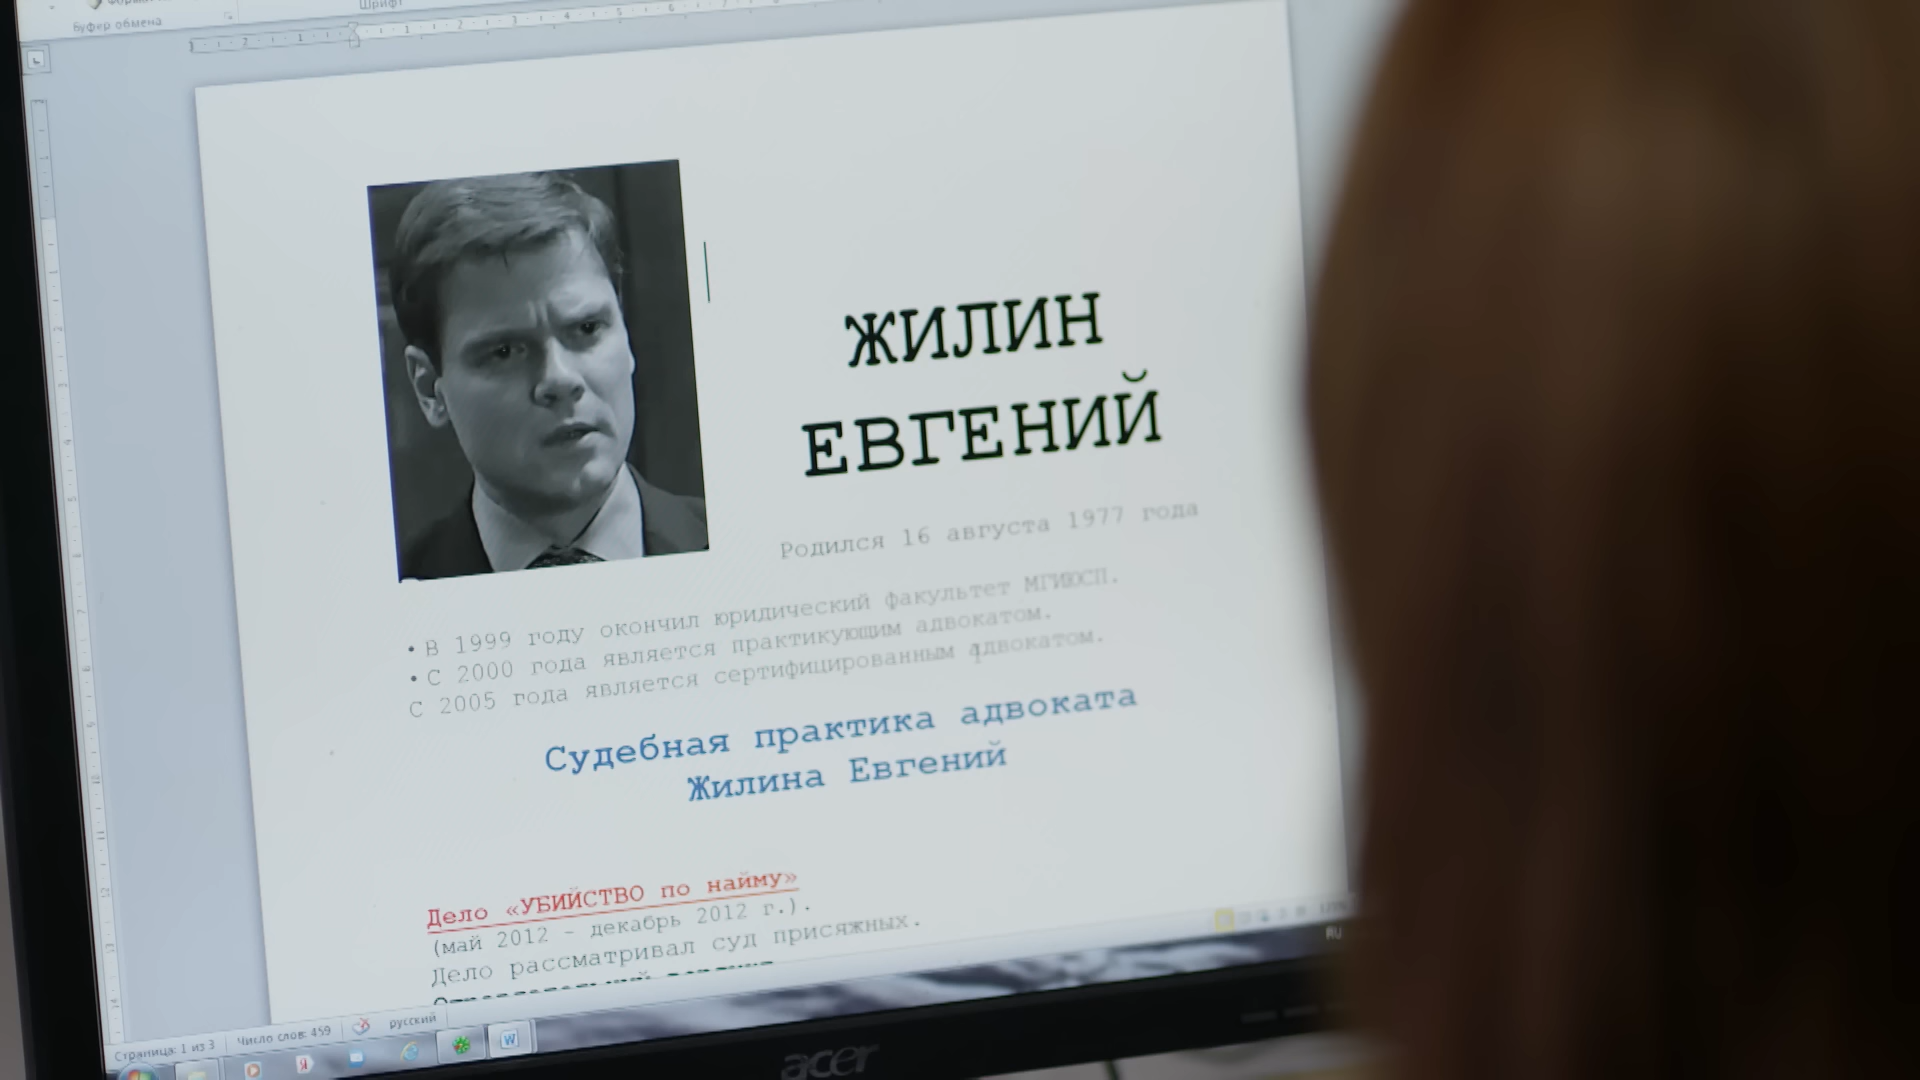 Буфер обмена
Шрифт
ЖИЛИН
ЕВГЕНИЙ
Родился 16 августа 1977 года
• В 1999 году окончил юридический факультет МГИЮСП.
• С 2000 года является практикующим адвокатом.
С 2005 года является сертифицированным адвокатом.
Судебная практика адвоката
Жилина Евгений
Дело «УБИЙСТВО по найму»
(май 2012 – декабрь 2012 г.).
Дело рассматривал суд присяжных.
Страница: 1 из 3
Число слов: 459
русский
RU
acer